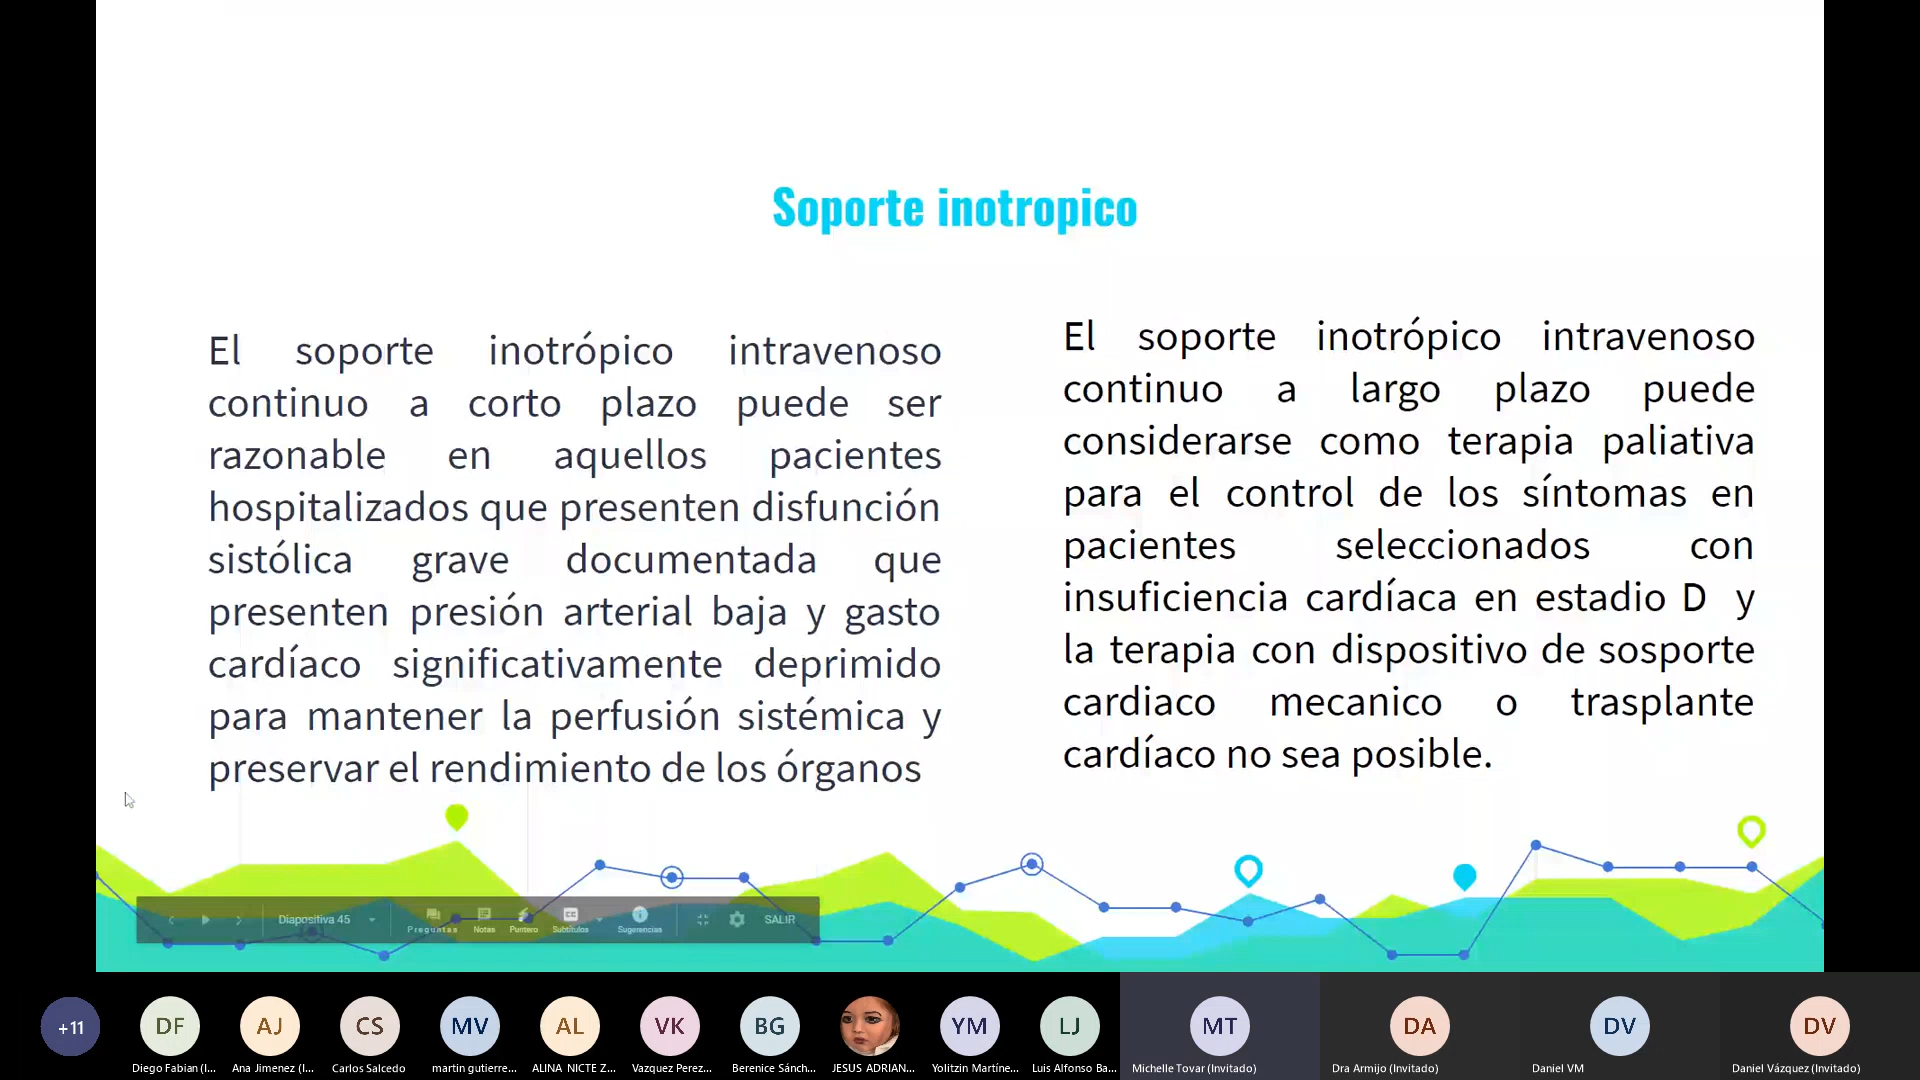 Soporte inotropico
El soporte inotrópico intravenoso
continuo a corto plazo puede ser
razonable en aquellos pacientes
hospitalizados que presenten disfunción
sistólica grave documentada que
presenten presión arterial baja y gasto
cardíaco significativamente deprimido
para mantener la perfusión sistémica y
preservar el rendimiento de los órganos
El soporte inotrópico intravenoso
continuo a largo plazo puede
considerarse como terapia paliativa
para el control de los síntomas en
pacientes seleccionados con
insuficiencia cardíaca en estadio D y
la terapia con dispositivo de sosporte
cardiaco mecanico o trasplante
cardíaco no sea posible.
Diapositiva 45
Preguntas
Notas
Puntero
CC
Subtítulos
Sugerencias
SALIR
+11
DF
AJ
CS
MV
AL
VK
BG
YM
LJ
MT
DA
DV
DV
Diego Fabian (I...
Ana Jimenez (I...
Carlos Salcedo
martin gutierre...
ALINA NICTE Z...
Vazquez Perez...
Berenice Sánch...
JESUS ADRIAN...
Yolitzin Martíne...
Luis Alfonso Ba...
Michelle Tovar (Invitado)
Dra Armijo (Invitado)
Daniel VM
Daniel Vázquez (Invitado)